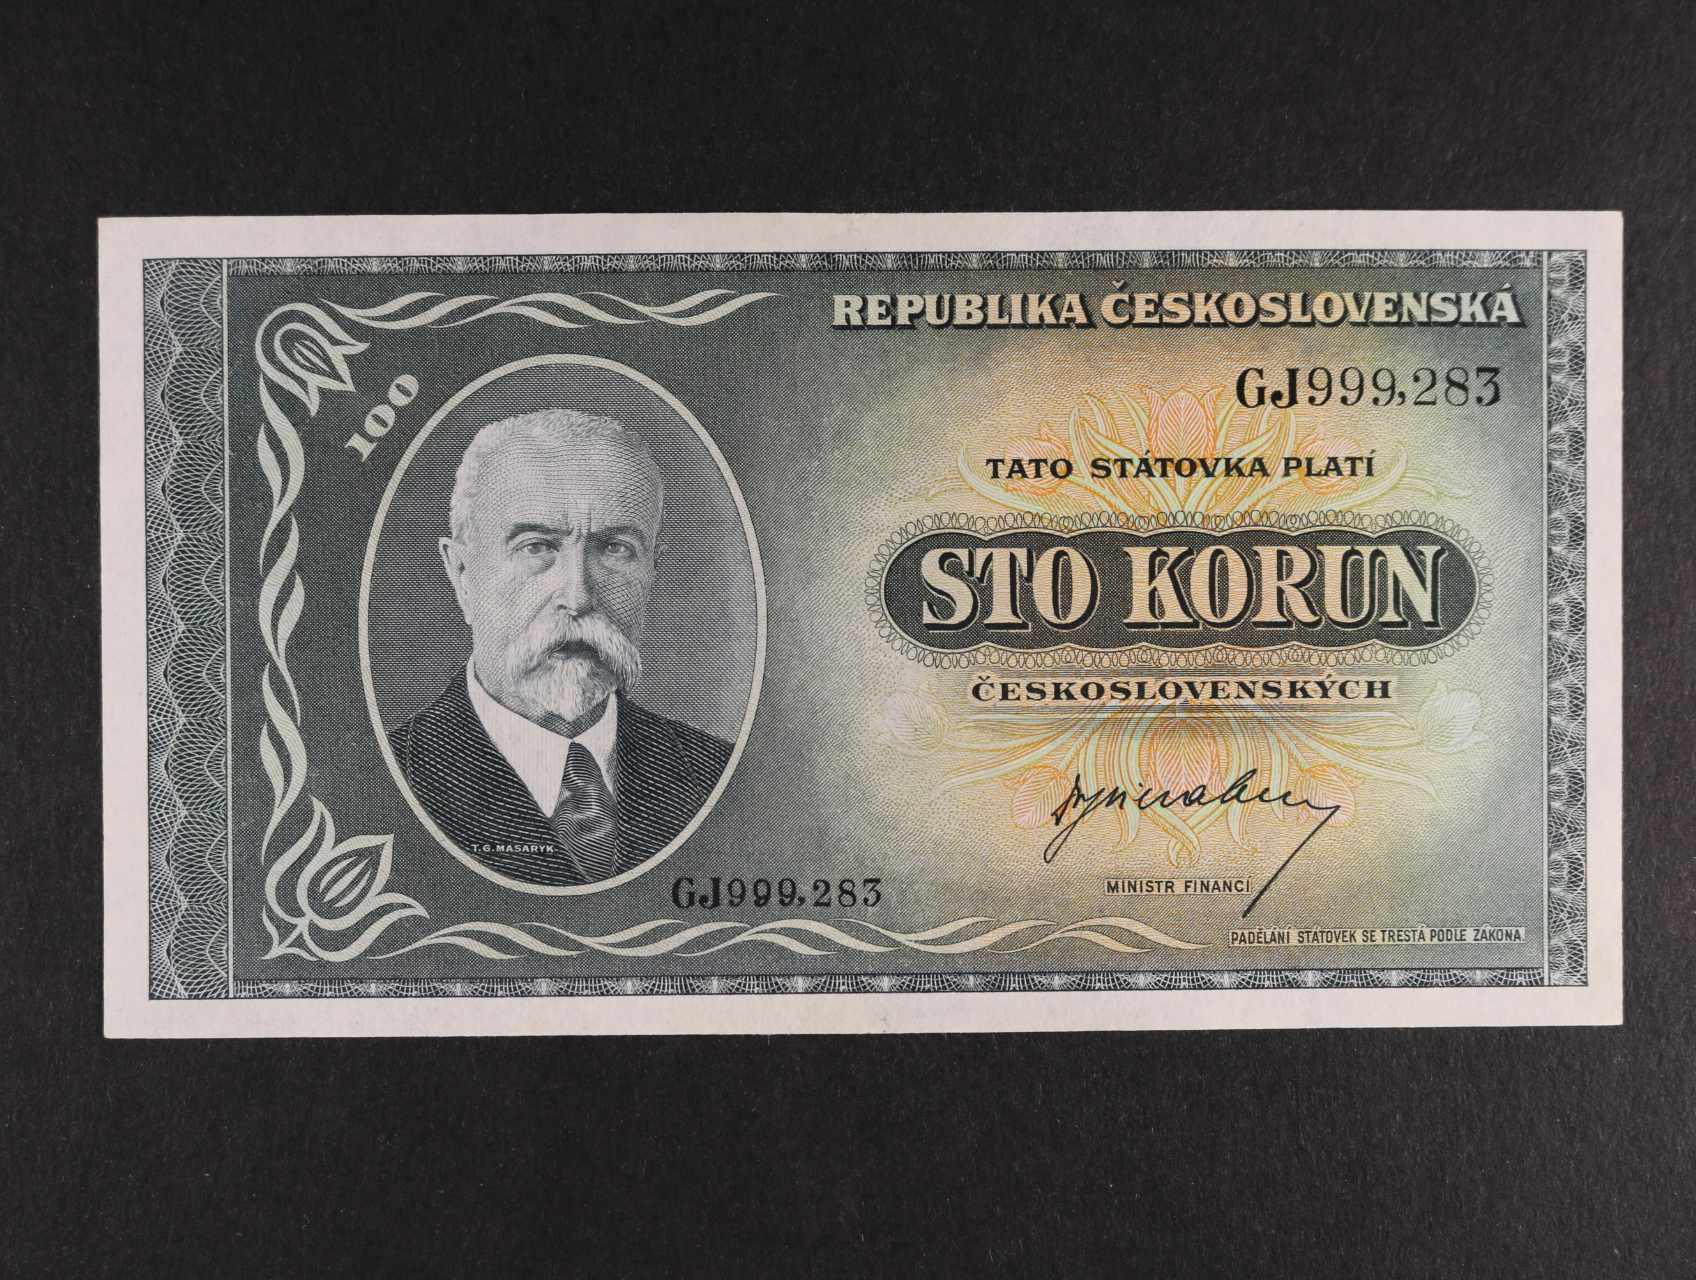 REPUBLIKA ČESKOSLOVENSKÁ
GJ999,283
100
TATO STÁTOVKA PLATÍ
STO KORUN
ČESKOSLOVENSKÝCH
T. G. MASARYK
GJ999,283
MINISTR FINANCÍ
PADĚLÁNÍ STÁTOVEK SE TRESTÁ PODLE ZÁKONA.